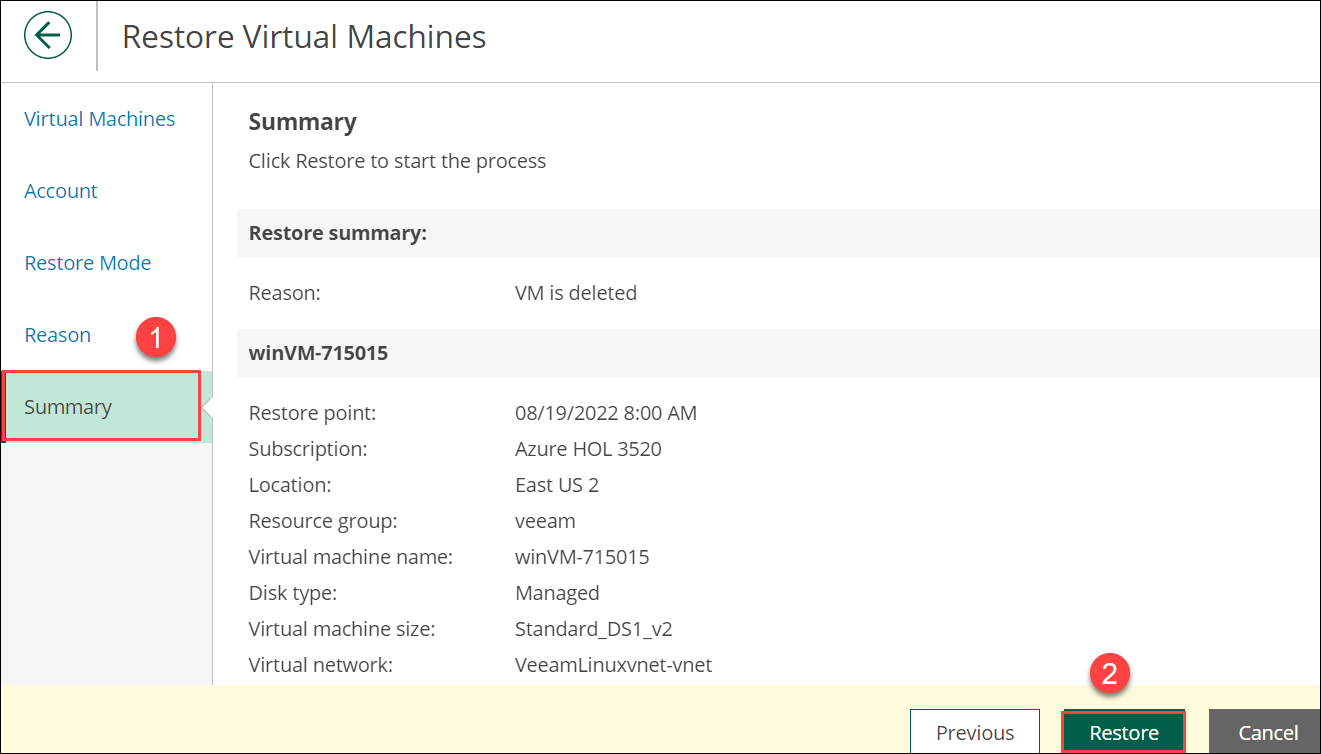 Restore Virtual Machines
Virtual Machines
Account
Restore Mode
Reason
1
Summary
Summary
Click Restore to start the process
Restore summary:
Reason: VM is deleted
winVM-715015
Restore point: 08/19/2022 8:00 AM
Subscription: Azure HOL 3520
Location: East US 2
Resource group: veeam
Virtual machine name: winVM-715015
Disk type: Managed
Virtual machine size: Standard_DS1_v2
Virtual network: VeeamLinuxvnet-vnet
2
Previous Restore Cancel